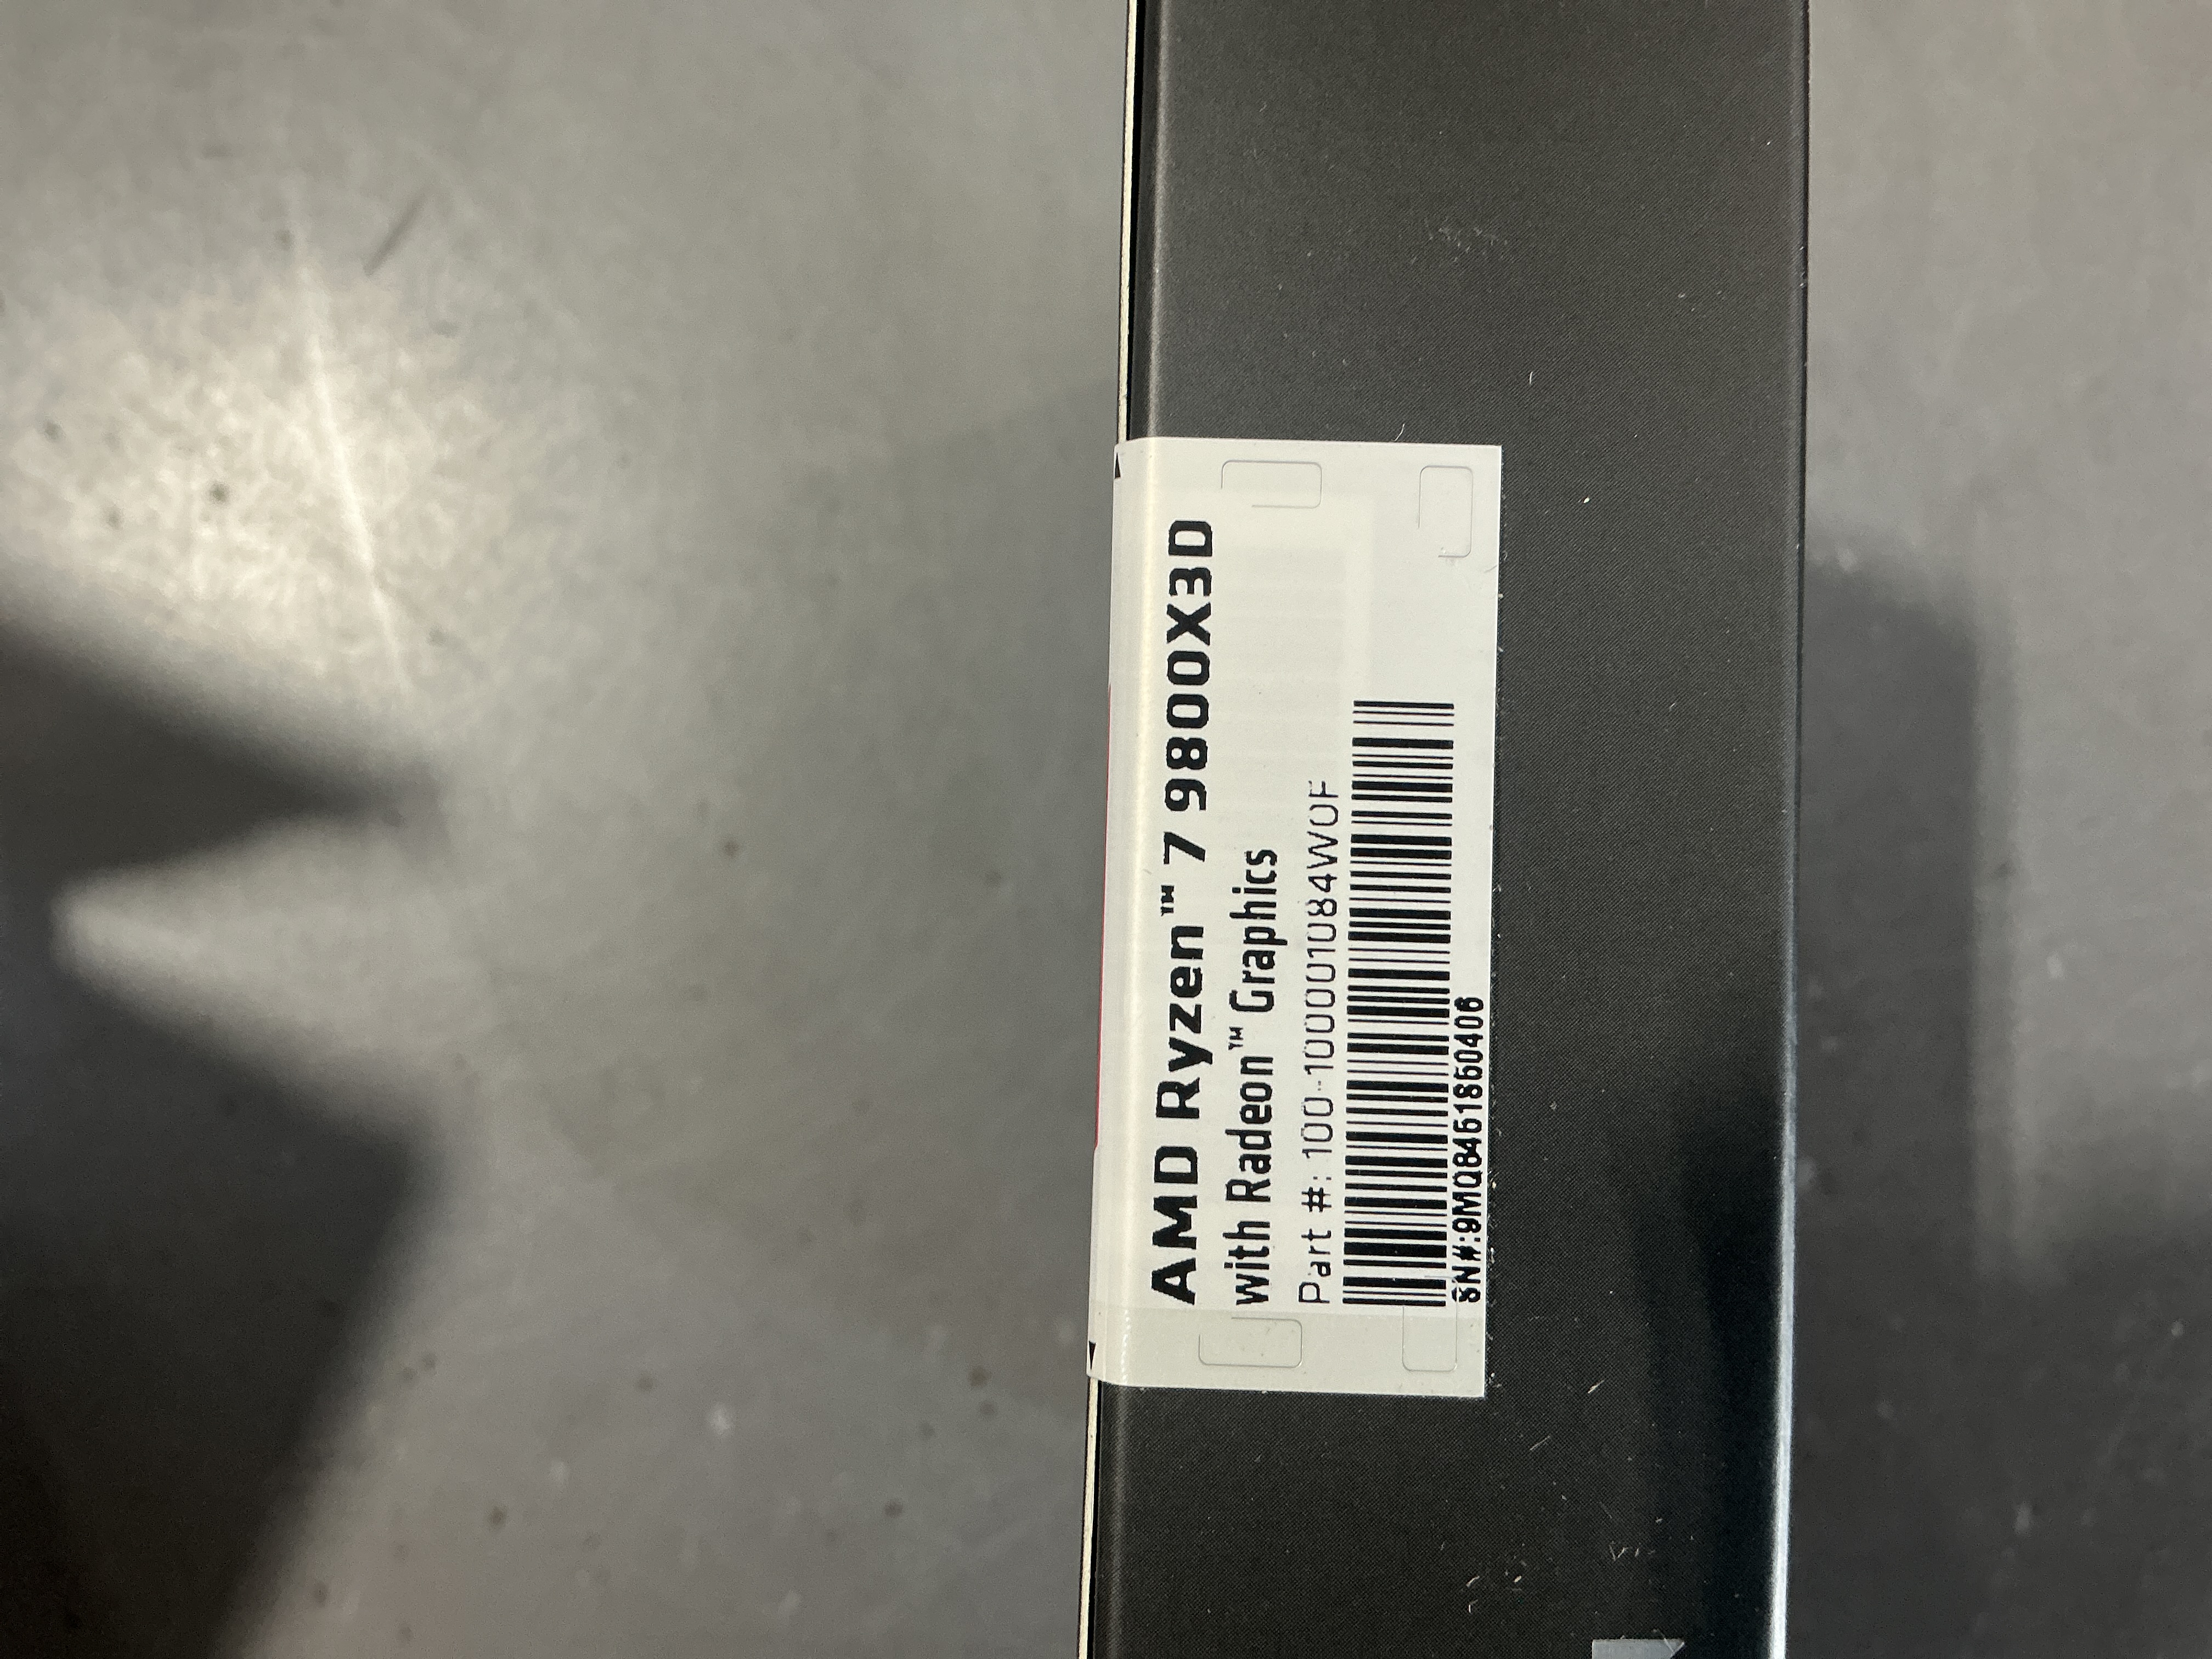 AMD Ryzen™ 7 9800X3D
with Radeon™ Graphics
Part #: 100-100001084WOF
SN#:9MQ8461860406